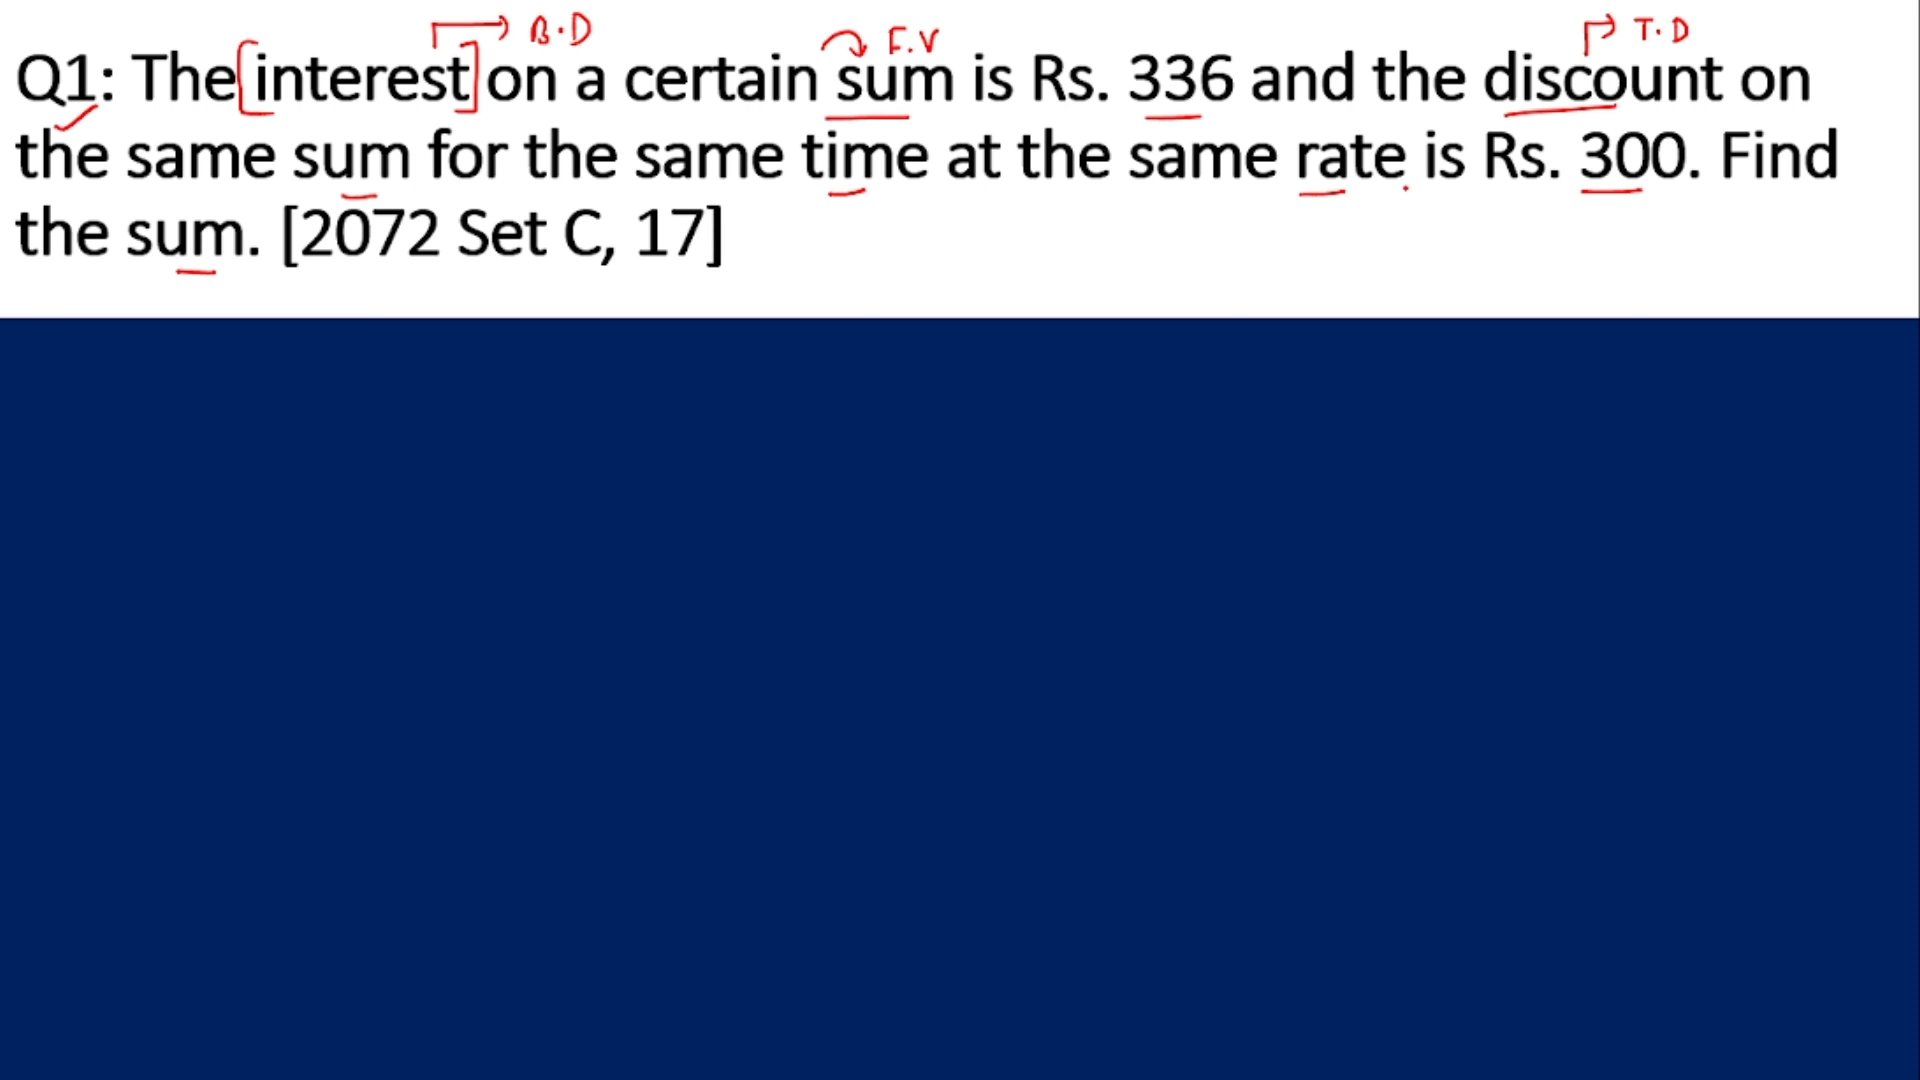 B.D F.V T.D
Q1: The [interest] on a certain sum is Rs. 336 and the discount on
the same sum for the same time at the same rate is Rs. 300. Find
the sum. [2072 Set C, 17]